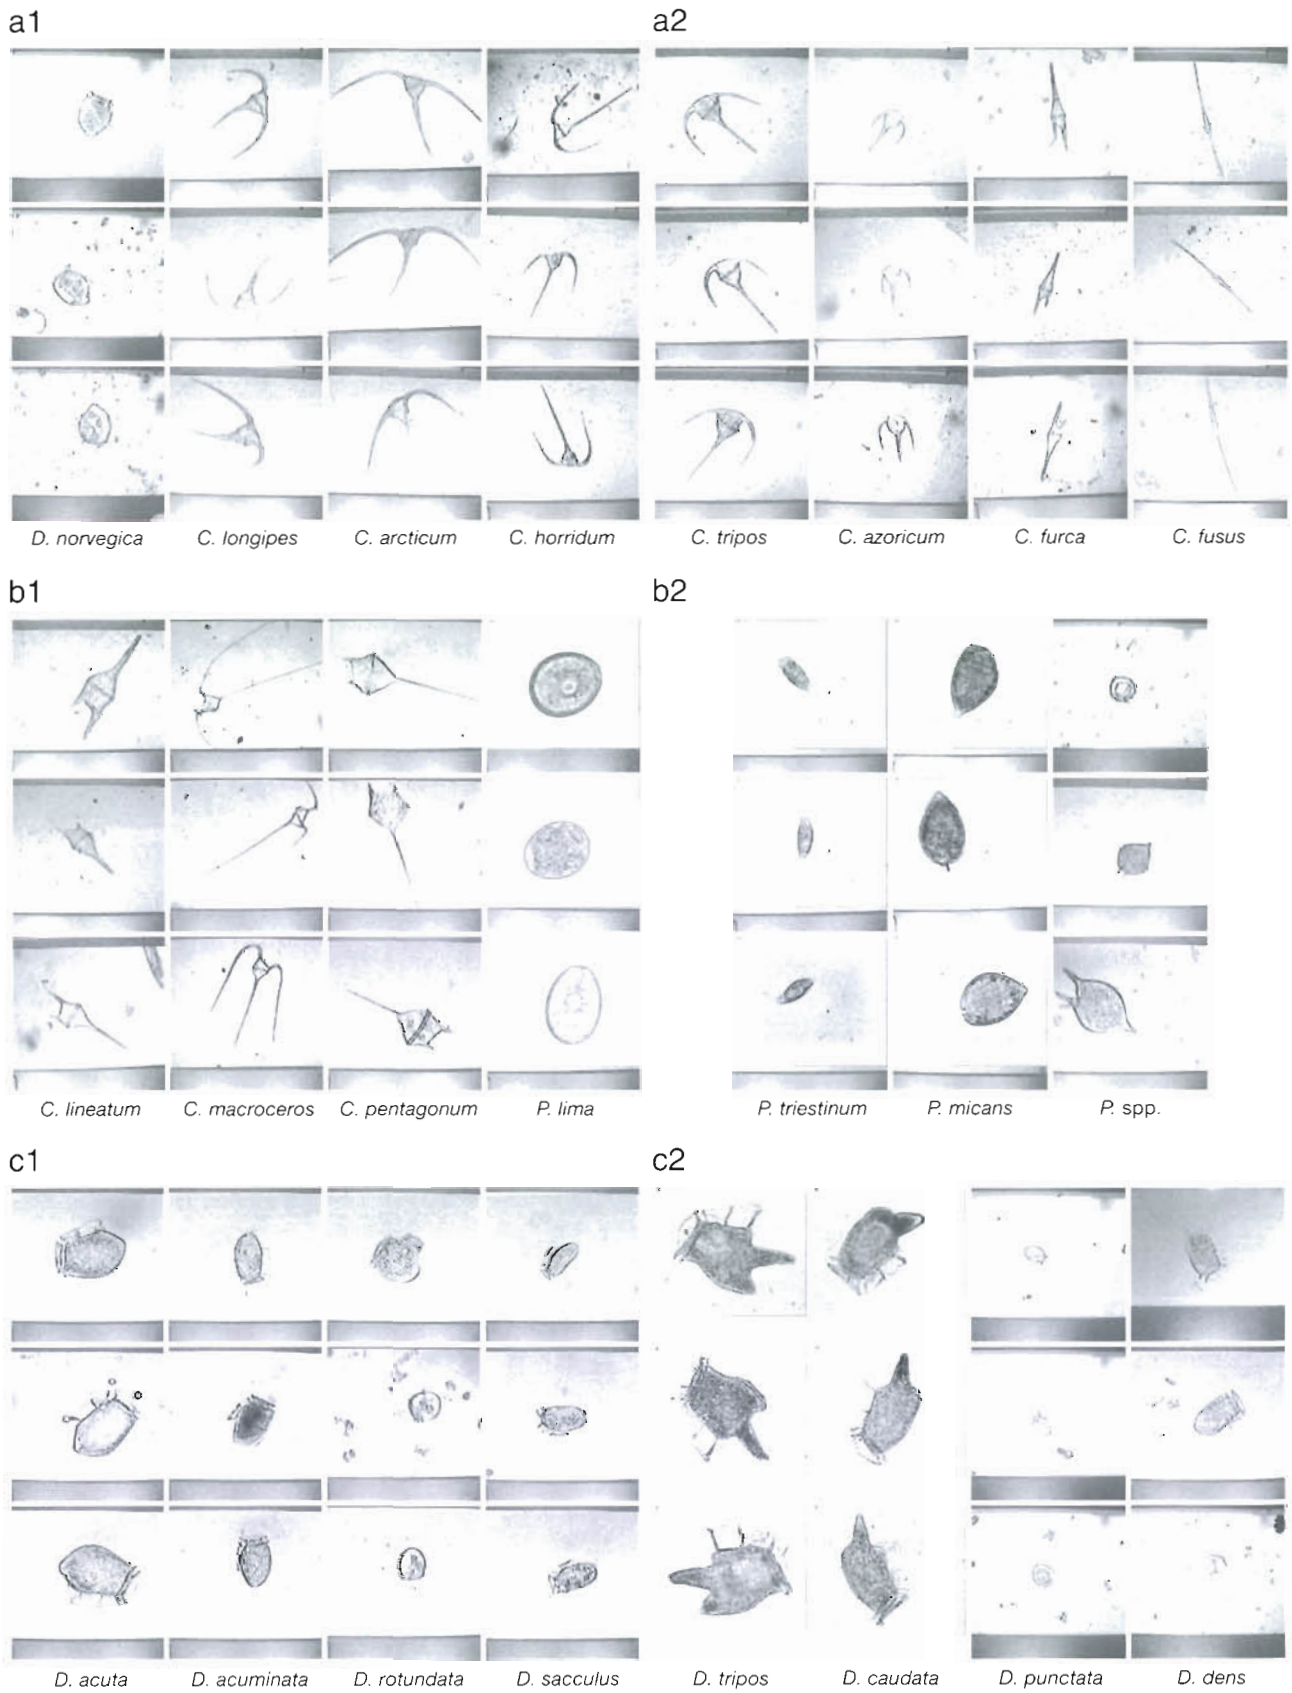 a1 a2
D. norvegica C. longipes C. arcticum C. horridum C. tripos C. azoricum C. furca C. fusus
b1 b2
C. lineatum C. macroceros C. pentagonum P. lima P. triestinum P. micans P. spp.
c1 c2
D. acuta D. acuminata D. rotundata D. sacculus D. tripos D. caudata D. punctata D. dens